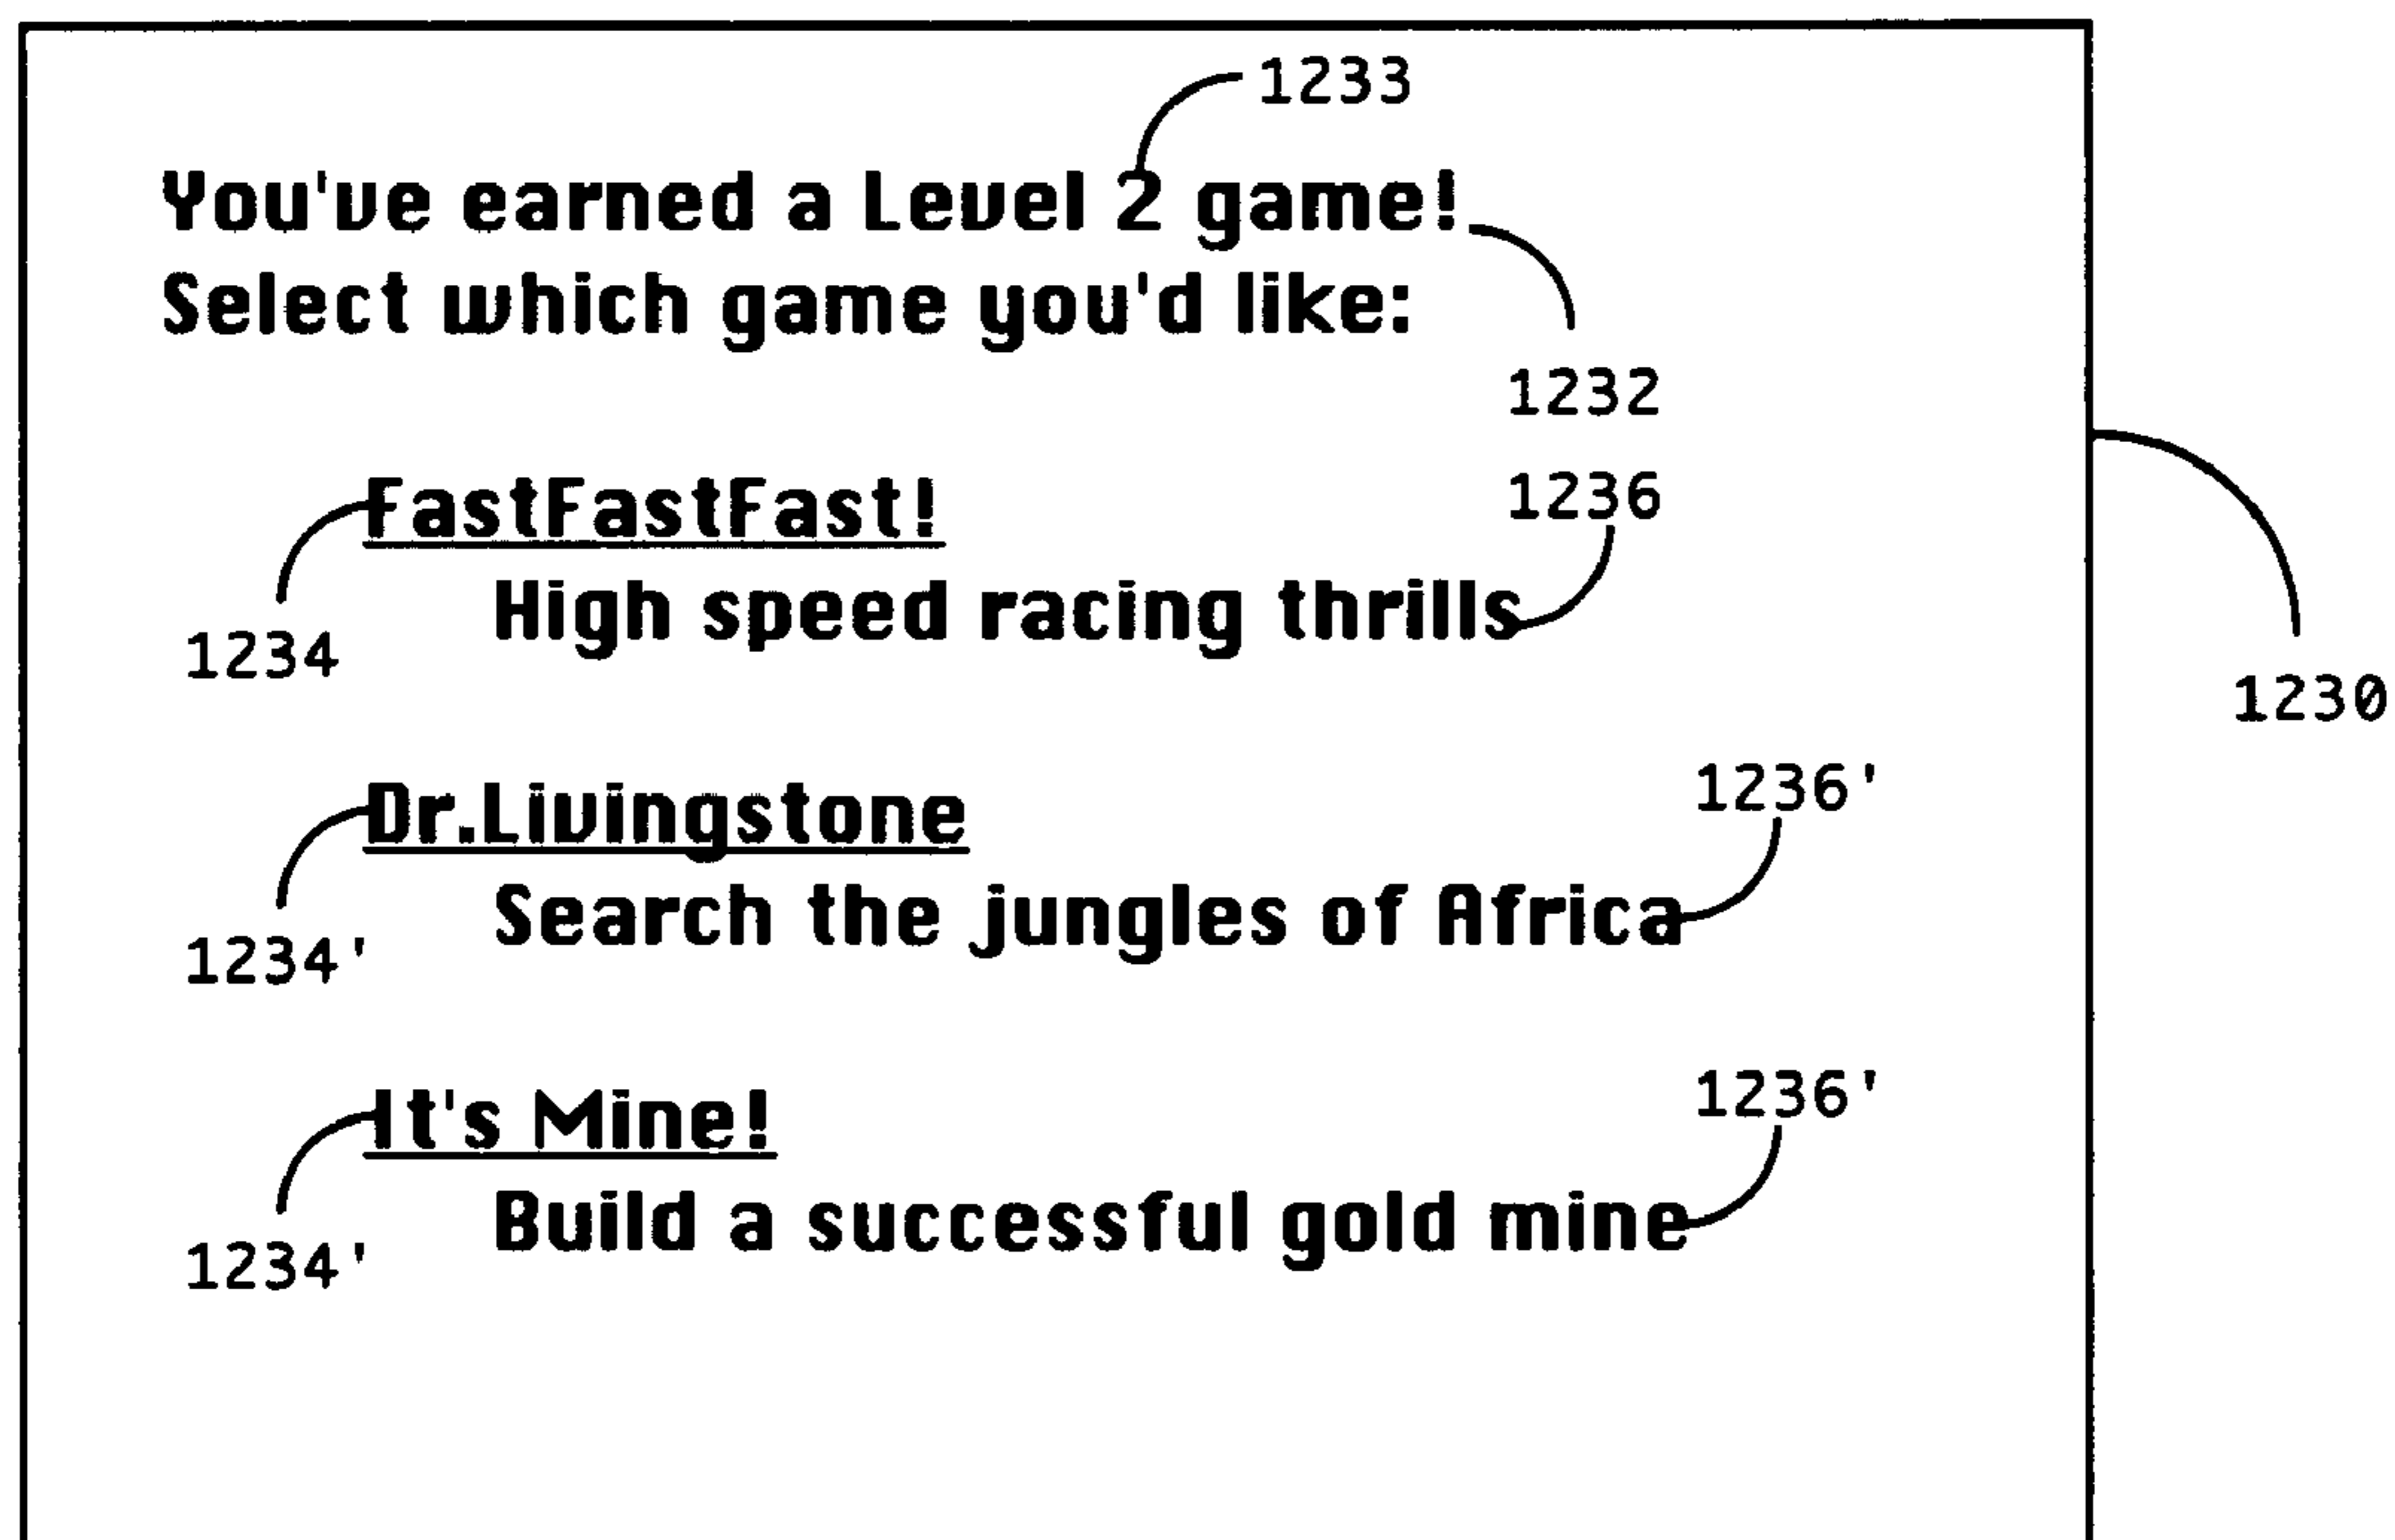 1233
You've earned a Level 2 game!
Select which game you'd like:
1232
1236
FastFastFast!
High speed racing thrills
1234
1230
1236'
Dr.Livingstone
Search the jungles of Africa
1234'
1236'
It's Mine!
Build a successful gold mine
1234'